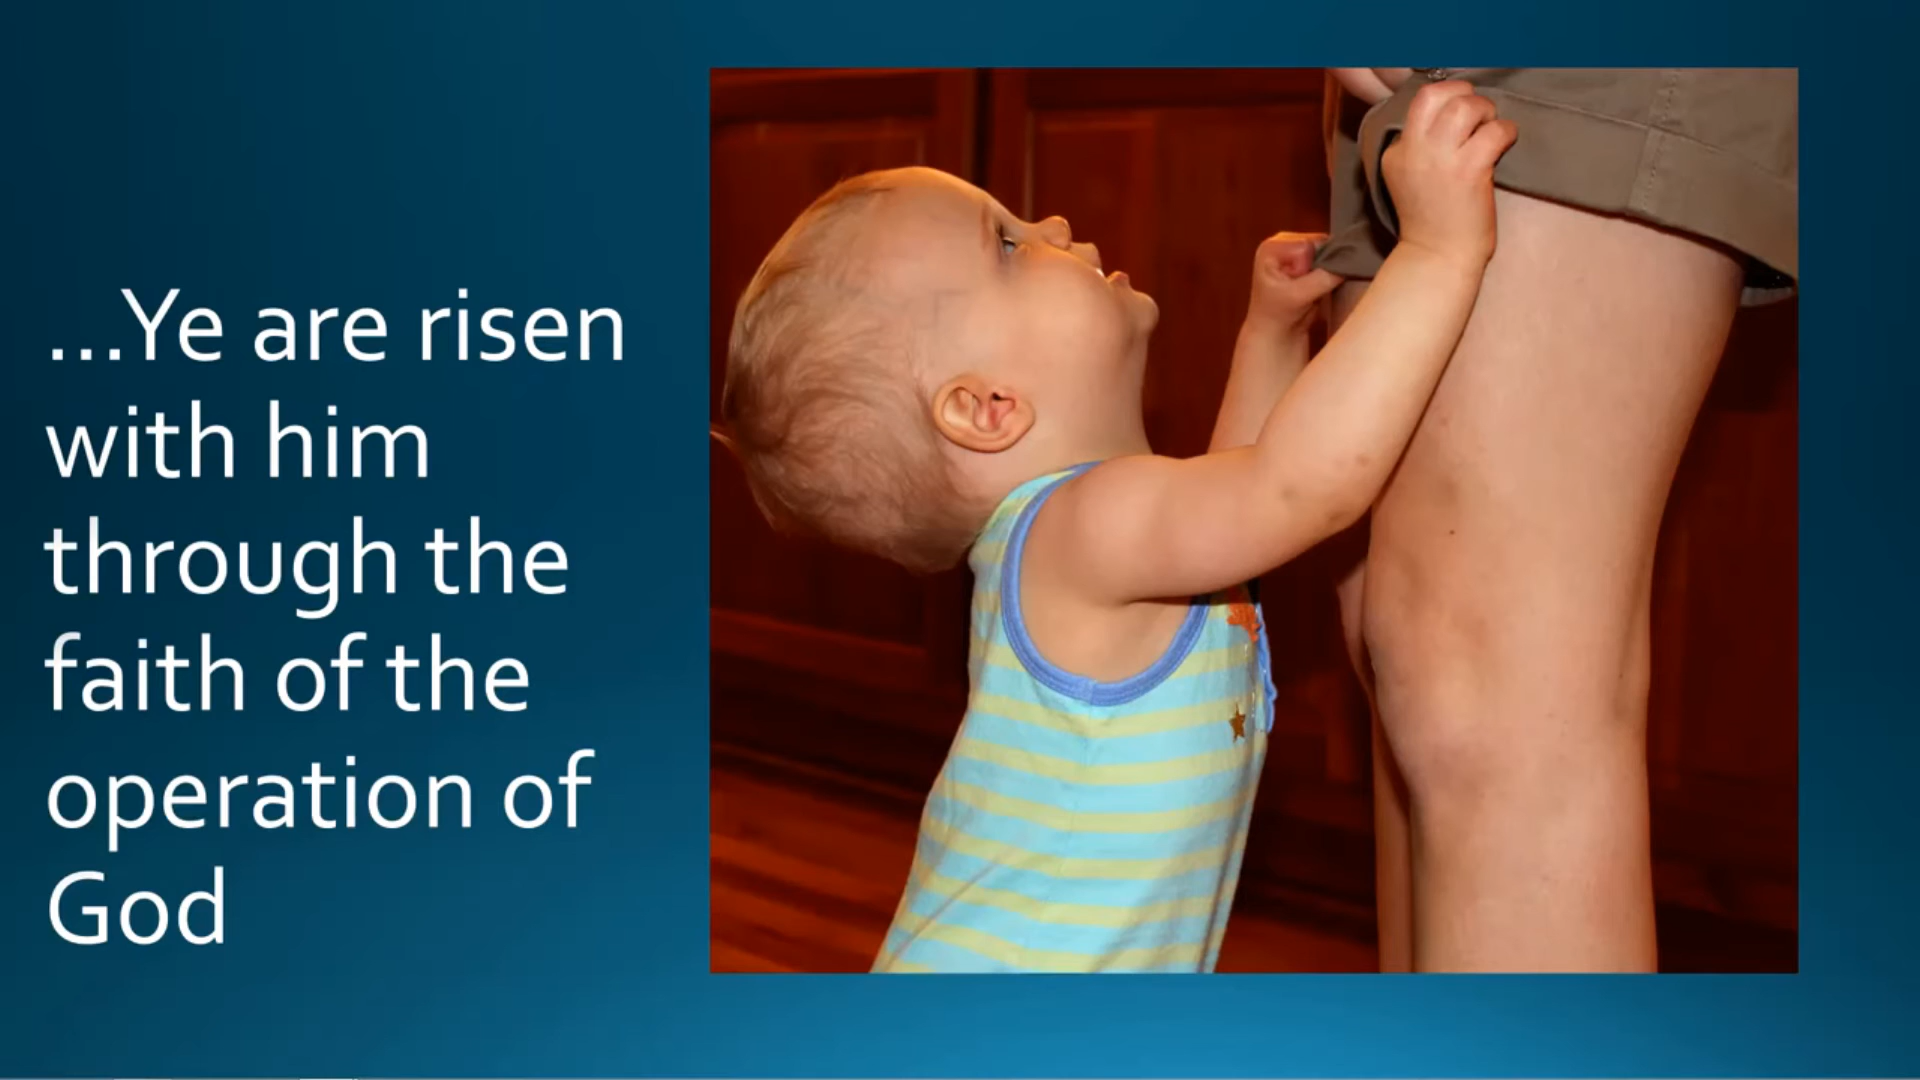 ...Ye are risen
with him
through the
faith of the
operation of
God